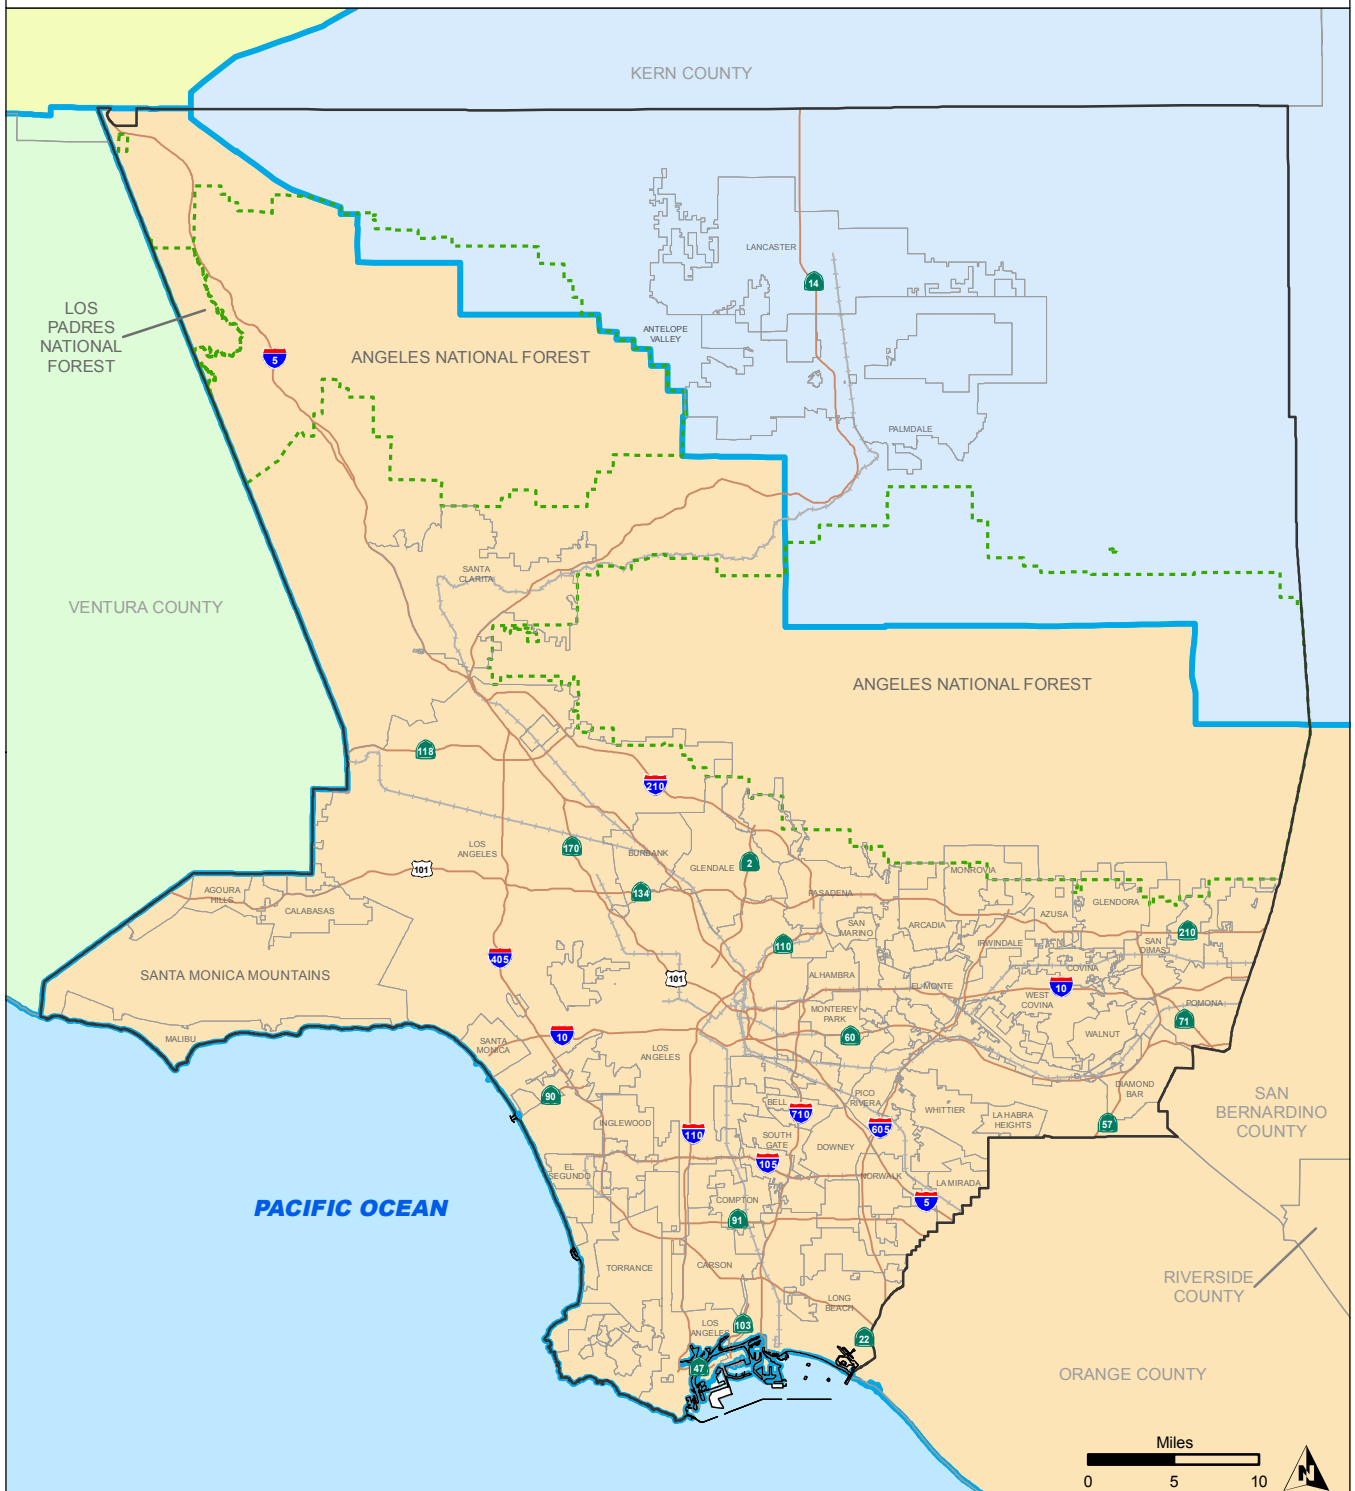 KERN COUNTY
LANCASTER
14
LOS
PADRES
NATIONAL
FOREST
ANTELOPE
VALLEY
5
ANGELES NATIONAL FOREST
PALMDALE
SANTA
CLARITA
VENTURA COUNTY
ANGELES NATIONAL FOREST
118
210
LOS
ANGELES
170
BURBANK
GLENDALE
2
101
134
MONROVIA
AGOURA
HILLS
CALABASAS
PASADENA
AZUSA
GLENDORA
SAN
MARINO
ARCADIA
210
IRWINDALE
SAN
DIMAS
110
405
COVINA
SANTA MONICA MOUNTAINS
101
ALHAMBRA
EL MONTE
10
WEST
COVINA
POMONA
MONTEREY
PARK
71
MALIBU
10
60
WALNUT
SANTA
MONICA
LOS
ANGELES
90
DIAMOND
BAR
PICO
RIVERA
BELL
710
WHITTIER
LA HABRA
HEIGHTS
57
SAN
BERNARDINO
COUNTY
INGLEWOOD
110
605
SOUTH
GATE
DOWNEY
105
EL
SEGUNDO
NORWALK
LA MIRADA
5
PACIFIC OCEAN
COMPTON
91
TORRANCE
CARSON
RIVERSIDE
COUNTY
LONG
BEACH
LOS
ANGELES
103
22
47
ORANGE COUNTY
Miles
0 5 10
N